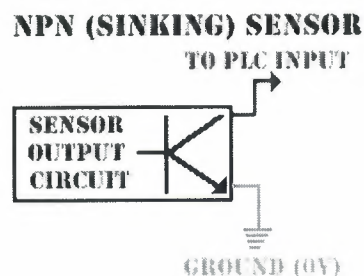 NPN (SINKING) SENSOR
TO PLC INPUT
SENSOR
OUTPUT
CIRCUIT
GROUND (0V)